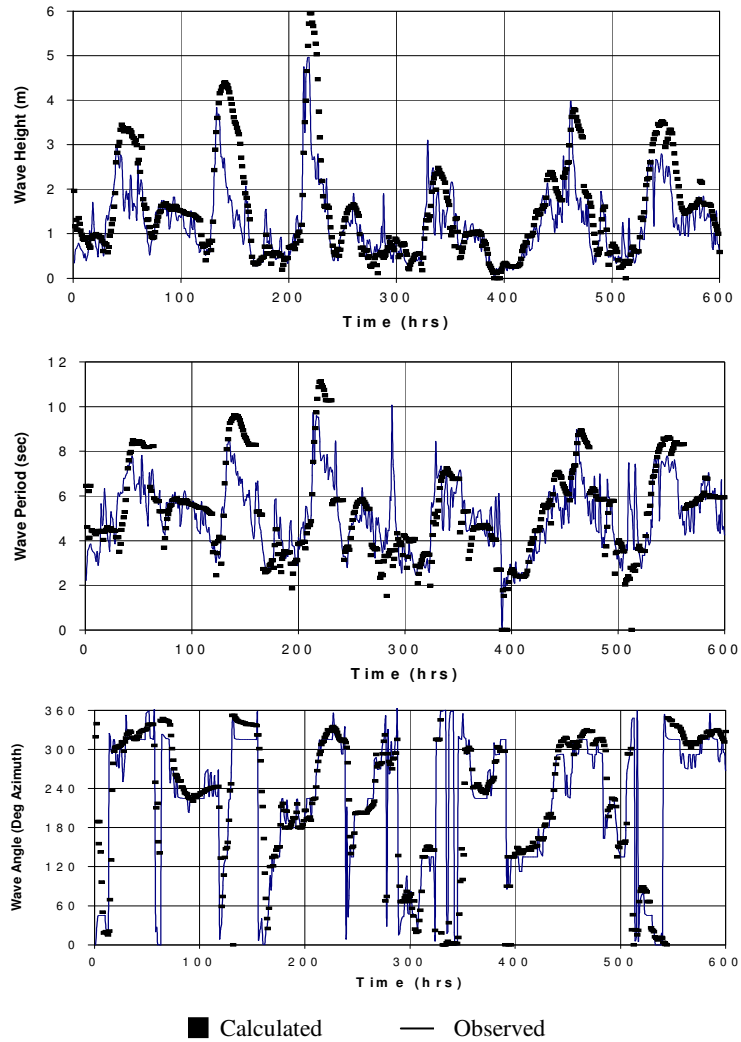 6
5
4
3
2
1
0
Wave Height (m)
0 100 200 300 400 500 600
Time (hrs)
12
10
8
6
4
2
0
Wave Period (sec)
0 100 200 300 400 500 600
Time (hrs)
360
300
240
180
120
60
0
Wave Angle (Deg Azimuth)
0 100 200 300 400 500 600
Time (hrs)
Calculated Observed